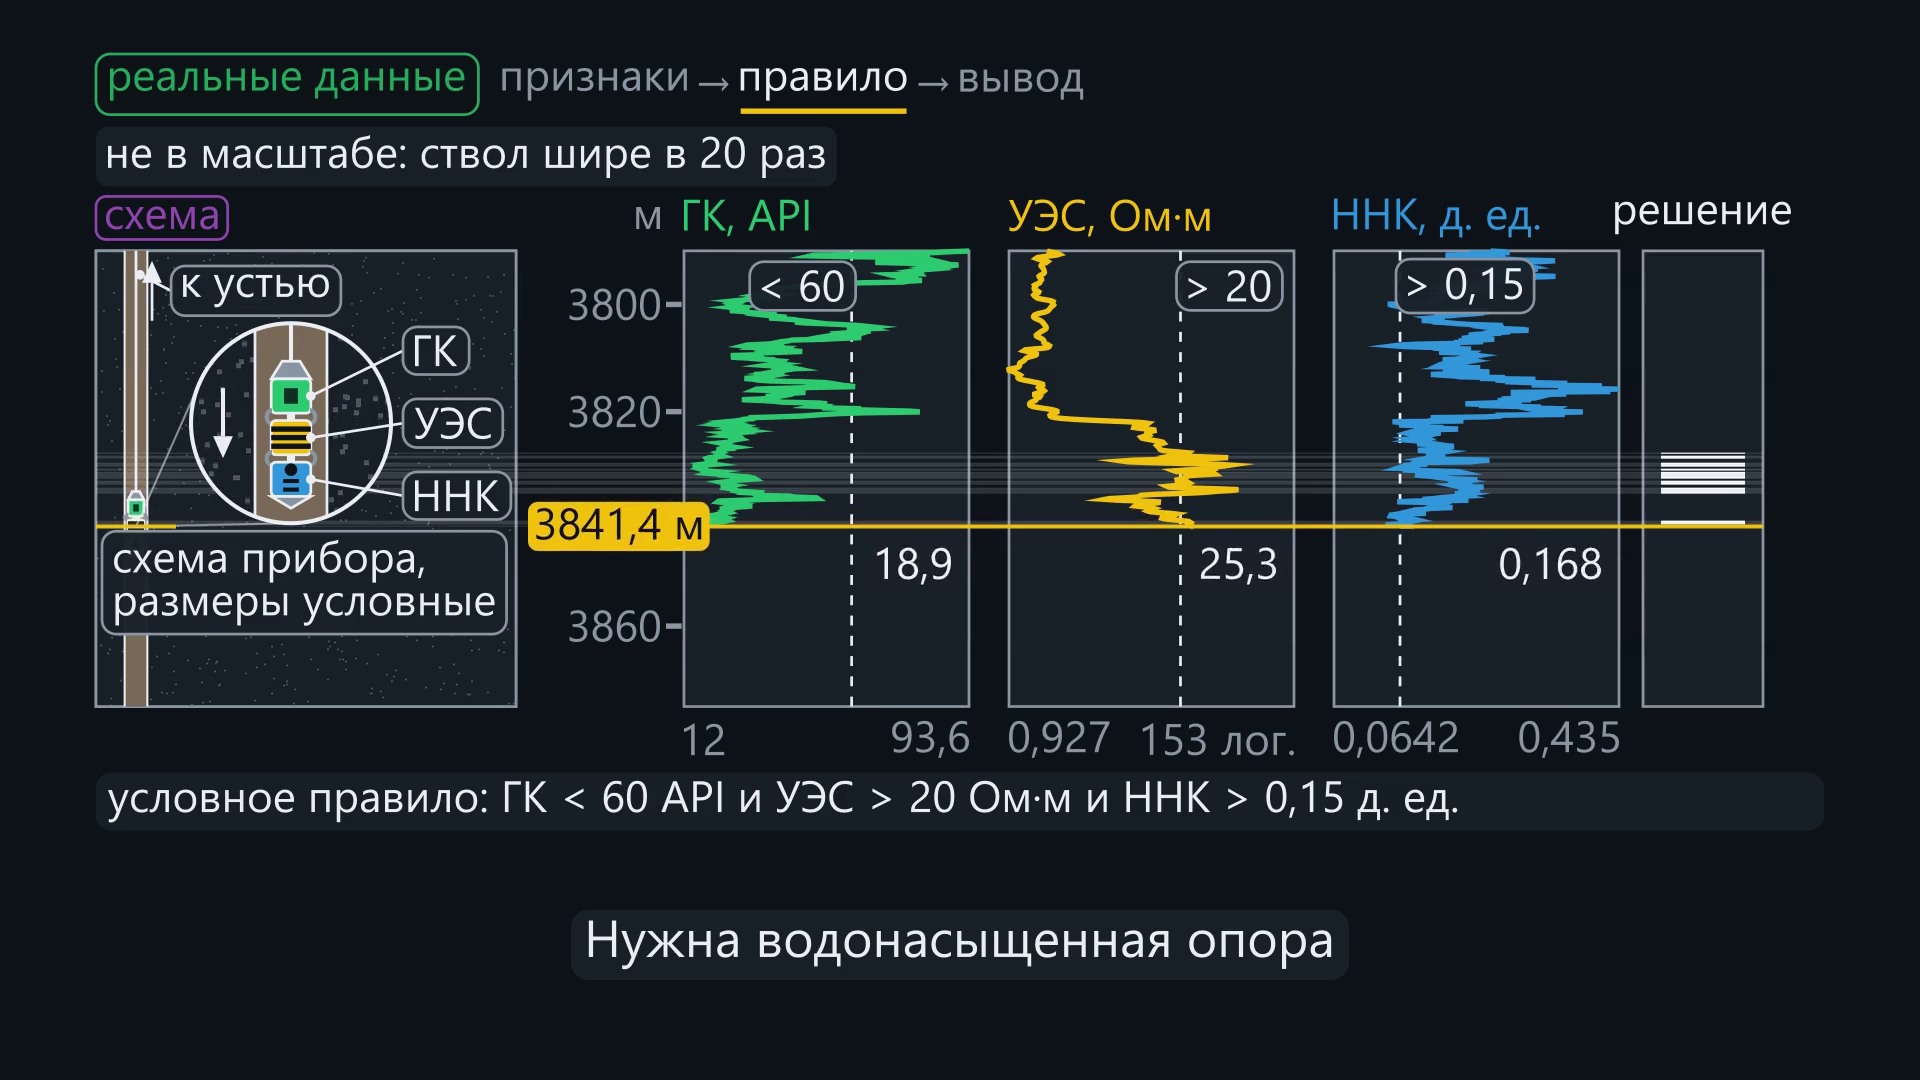 реальные данные признаки → правило → вывод
не в масштабе: ствол шире в 20 раз
схема
м ГК, API УЭС, Ом·м ННК, д. ед. решение
к устью
< 60 > 20 > 0,15
3800
ГК
3820
УЭС
ННК
3841,4 м
схема прибора,
размеры условные
18,9 25,3 0,168
3860
12 93,6 0,927 153 лог. 0,0642 0,435
условное правило: ГК < 60 API и УЭС > 20 Ом·м и ННК > 0,15 д. ед.
Нужна водонасыщенная опора